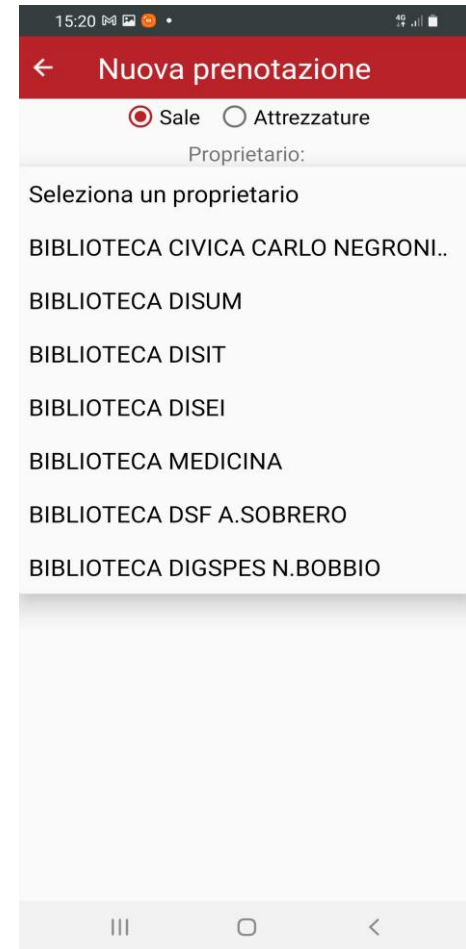 15:20 4G
Nuova prenotazione
Sale Attrezzature
Proprietario:
Seleziona un proprietario
BIBLIOTECA CIVICA CARLO NEGRONI..
BIBLIOTECA DISUM
BIBLIOTECA DISIT
BIBLIOTECA DISEI
BIBLIOTECA MEDICINA
BIBLIOTECA DSF A.SOBRERO
BIBLIOTECA DIGSPES N.BOBBIO